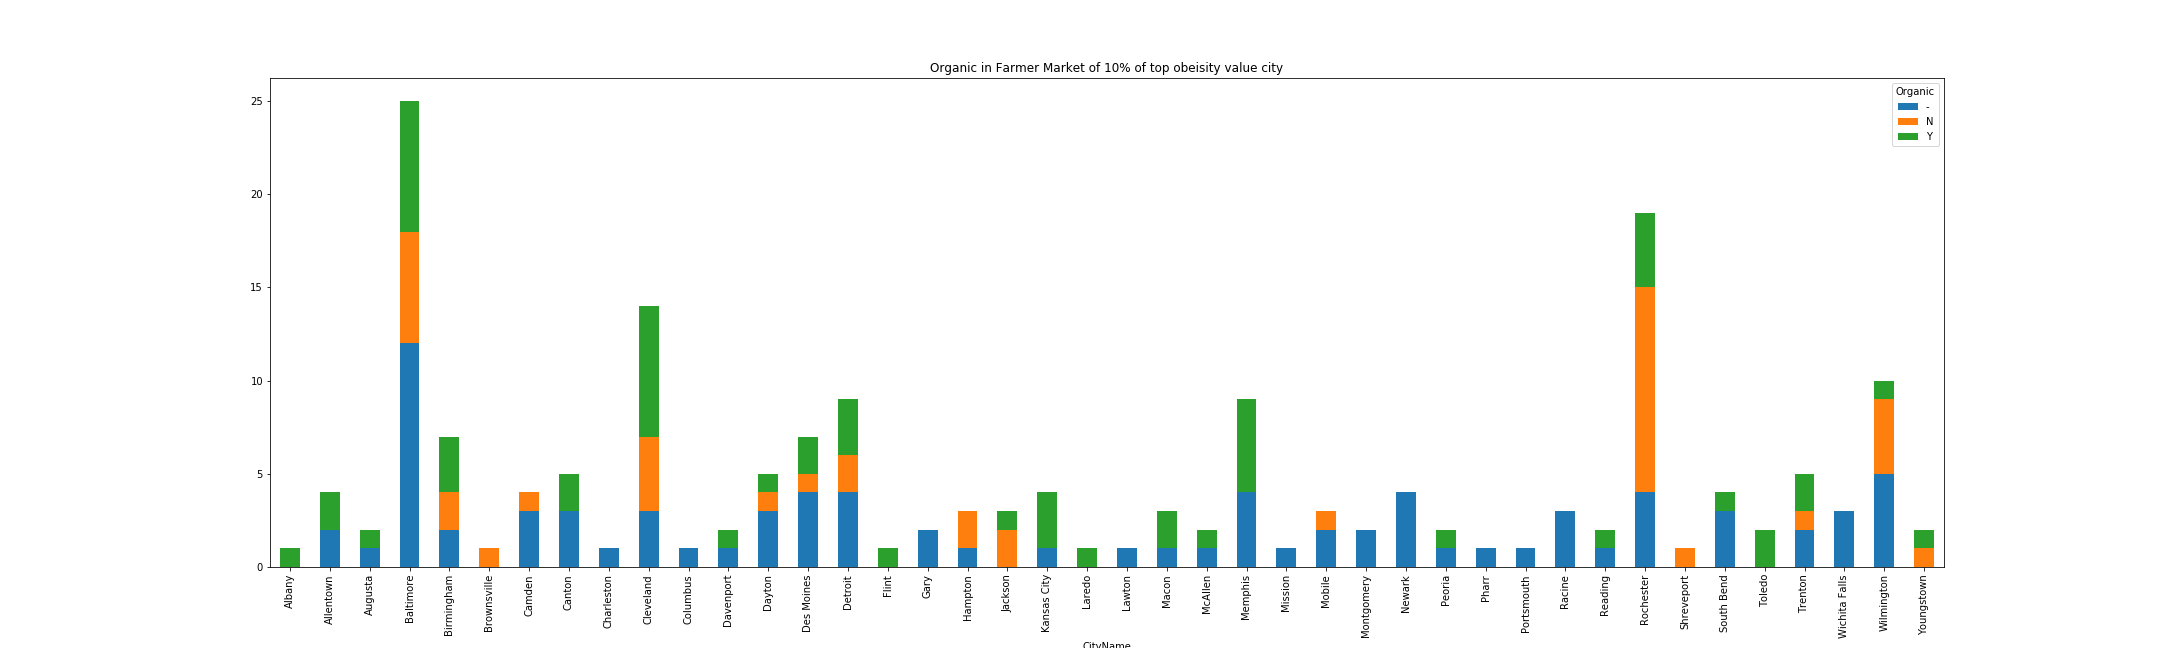 Organic in Farmer Market of 10% of top obeisity value city
Organic
-
N
Y
25
20
15
10
5
0
Albany
Allentown
Augusta
Baltimore
Birmingham
Brownsville
Camden
Canton
Charleston
Cleveland
Columbus
Davenport
Dayton
Des Moines
Detroit
Flint
Gary
Hampton
Jackson
Kansas City
Laredo
Lawton
Macon
McAllen
Memphis
Mission
Mobile
Montgomery
Newark
Peoria
Pharr
Portsmouth
Racine
Reading
Rochester
Shreveport
South Bend
Toledo
Trenton
Wichita Falls
Wilmington
Youngstown
CityName